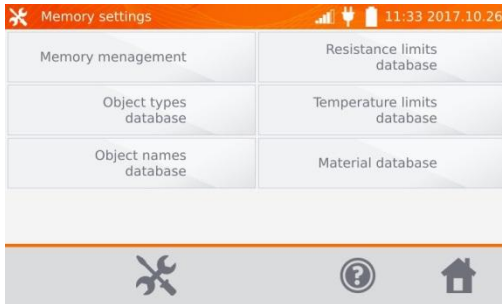 Memory settings
11:33 2017.10.26
Memory menagement
Resistance limits
database
Object types
database
Temperature limits
database
Object names
database
Material database
?